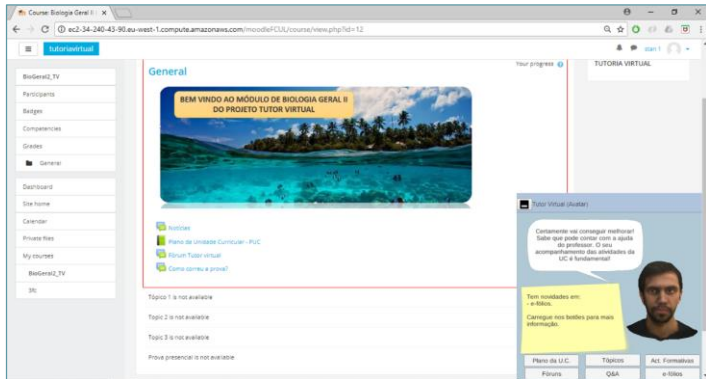 Course: Biologia Geral II
ec2-34-240-43-90.eu-west-1.compute.amazonaws.com/moodleFCUL/course/view.php?id=12
tutoriavirtual
stan 1
BioGeral2_TV
Participants
Badges
Competencies
Grades
General
Dashboard
Site home
Calendar
Private files
My courses
BioGeral2_TV
Sfc
Your progress
General
BEM VINDO AO MÓDULO DE BIOLOGIA GERAL II
DO PROJETO TUTOR VIRTUAL
Notícias
Plano de Unidade Curricular - PUC
Fórum Tutor virtual
Como correu a prova?
Tópico 1 is not available
Topic 2 is not available
Topic 3 is not available
Prova presencial is not available
TUTORIA VIRTUAL
Tutor Virtual (Avatar)
Certamente vai conseguir melhorar!
Sabe que pode contar com a ajuda
do professor. O seu
acompanhamento das atividades da
UC é fundamental!
Tem novidades em:
- e-fólios.
Carregue nos botões para mais
informação.
Plano da U.C.
Tópicos
Act. Formativas
Fóruns
Q&A
e-fólios